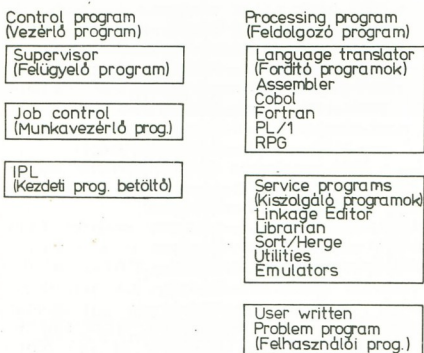 Control program
(Vezérlő program)
Supervisor
(Felügyelő program)
Job control
(Munkavezérlő prog.)
IPL
(Kezdeti prog. betöltő)
Processing program
(Feldolgozó program)
Language translator
(Fordító programok)
Assembler
Cobol
Fortran
PL/1
RPG
Service programs
(Kiszolgáló programok)
Linkage Editor
Librarian
Sort/Herge
Utilities
Emulators
User written
Problem program
(Felhasználói prog.)